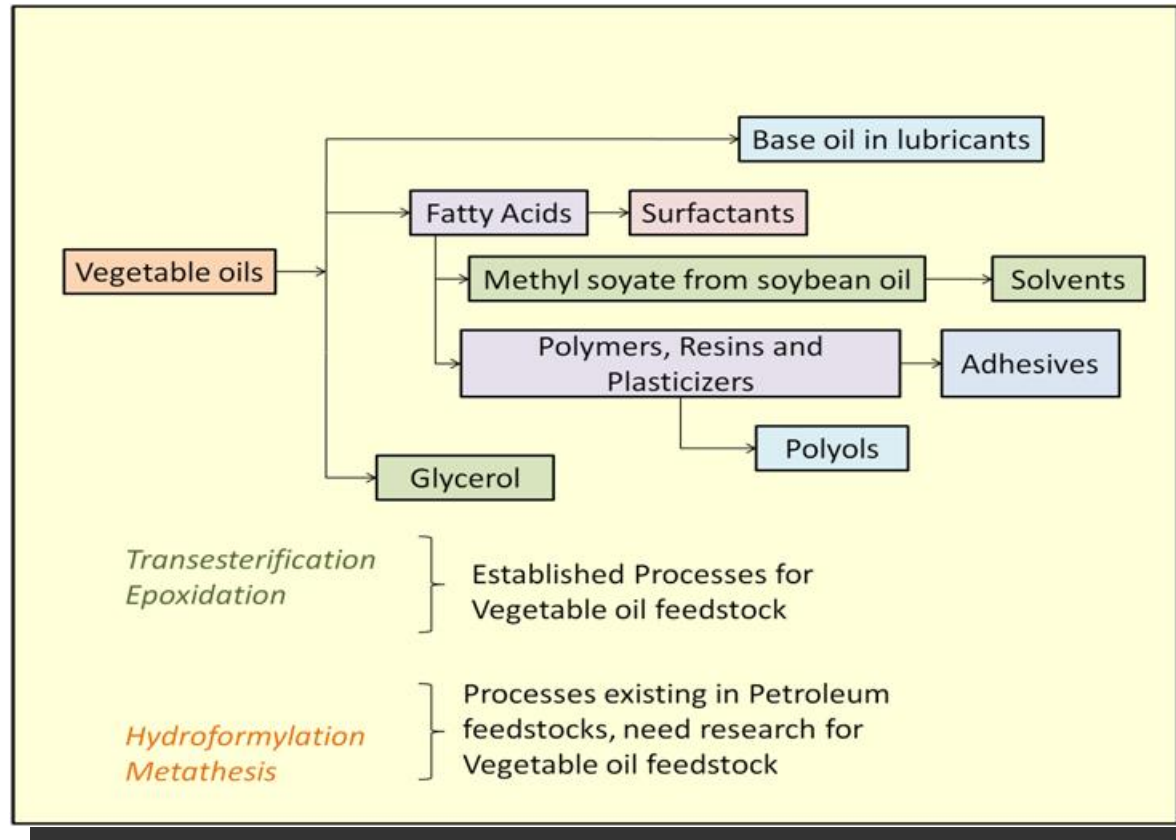 Base oil in lubricants
Fatty Acids
Surfactants
Vegetable oils
Methyl soyate from soybean oil
Solvents
Polymers, Resins and
Plasticizers
Adhesives
Polyols
Glycerol
Transesterification
Epoxidation
Established Processes for
Vegetable oil feedstock
Hydroformylation
Metathesis
Processes existing in Petroleum
feedstocks, need research for
Vegetable oil feedstock